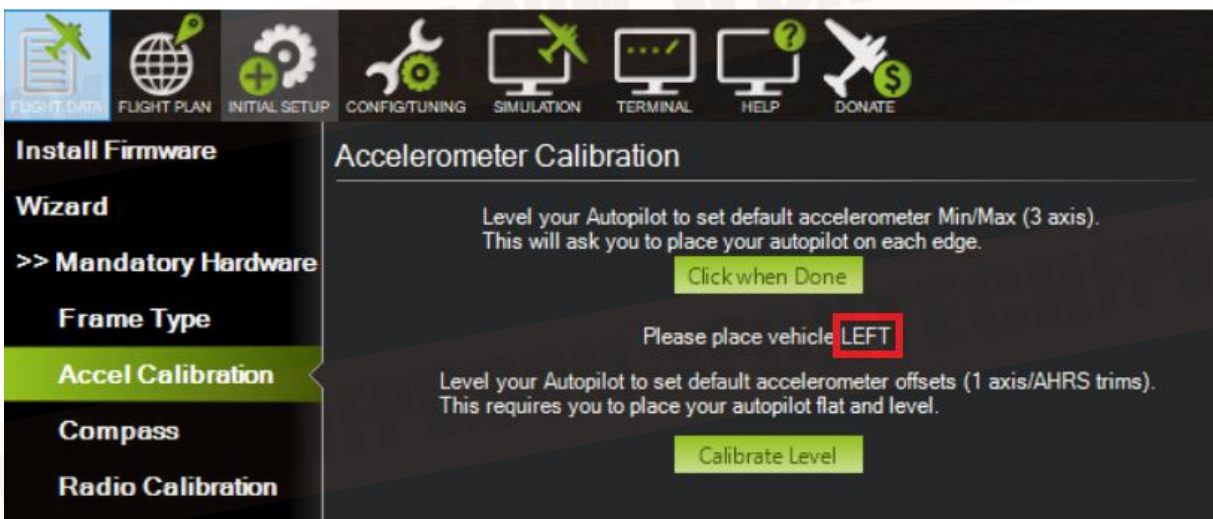 FLIGHT DATA
FLIGHT PLAN
INITIAL SETUP
CONFIG/TUNING
SIMULATION
TERMINAL
HELP
DONATE
Install Firmware
Wizard
>> Mandatory Hardware
Frame Type
Accel Calibration
Compass
Radio Calibration
Accelerometer Calibration
Level your Autopilot to set default accelerometer Min/Max (3 axis).
This will ask you to place your autopilot on each edge.
Click when Done
Please place vehicle LEFT
Level your Autopilot to set default accelerometer offsets (1 axis/AHRS trims).
This requires you to place your autopilot flat and level.
Calibrate Level